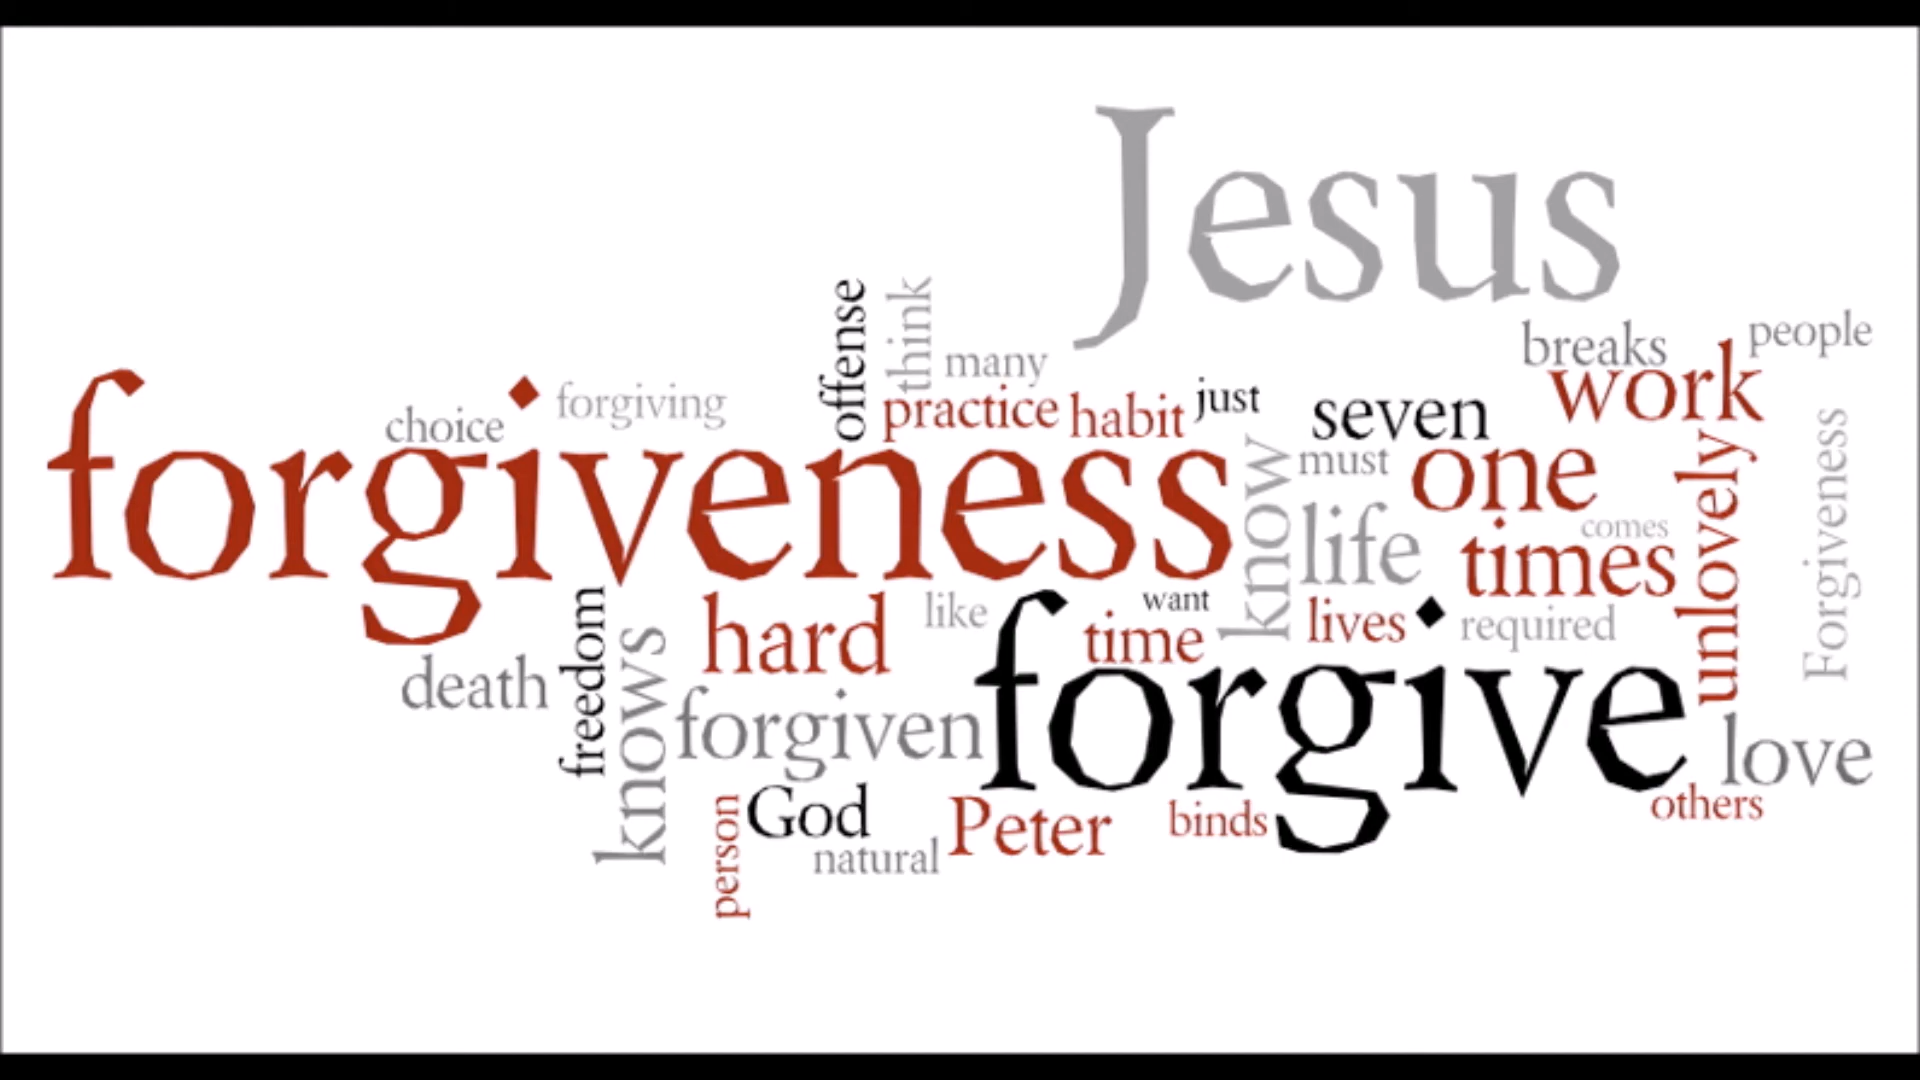 Jesus
offense
think
many
breaks
people
choice
forgiving
practice
habit
just
seven
work
forgiveness
know
must
one
unlovely
Forgiveness
life
comes
times
freedom
knows
hard
like
want
time
lives
required
death
forgiven
forgive
love
person
God
natural
Peter
binds
others